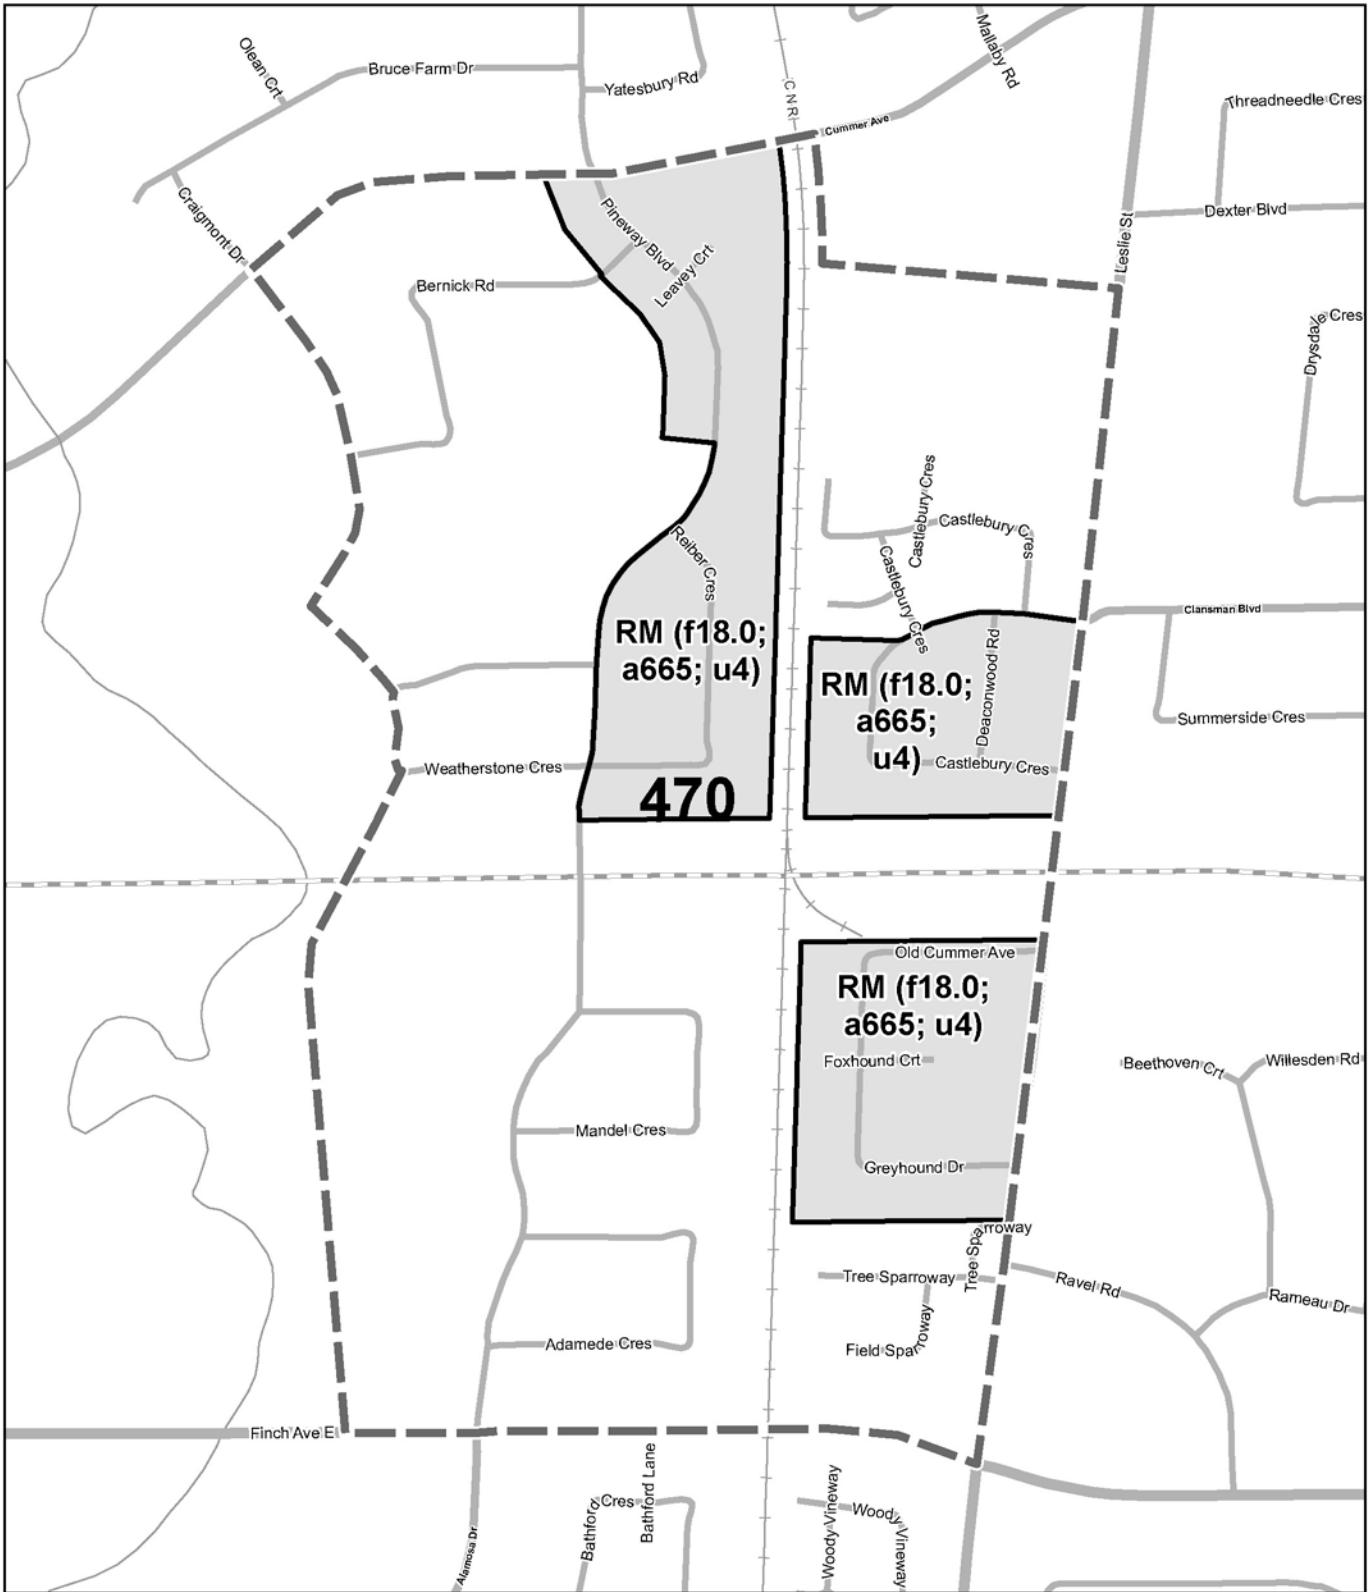 Olean Crt
Bruce Farm Dr
Yatesbury Rd
C N R
Mallaby Rd
Cummer Ave
Threadneedle Cres
Craigmont Dr
Pineway Blvd
Leavey Crt
Leslie St
Dexter Blvd
Bernick Rd
Drysdale Cres
Castlebury Cres
Castlebury Cres
Castlebury Cres
Reiber Cres
Clansman Blvd
RM (f18.0;
a665; u4)
RM (f18.0;
a665;
u4)
Deaconwood Rd
Summerside Cres
Weatherstone Cres
Castlebury Cres
470
Old Cummer Ave
RM (f18.0;
a665; u4)
Foxhound Crt
Beethoven Crt
Willesden Rd
Mandel Cres
Greyhound Dr
Tree Sparroway
Tree Sparroway
Ravel Rd
Rameau Dr
Field Sparroway
Adamede Cres
Finch Ave E
Bathford Cres
Bathford Lane
Woody Vineway
Woody Vineway
Alamosa Dr